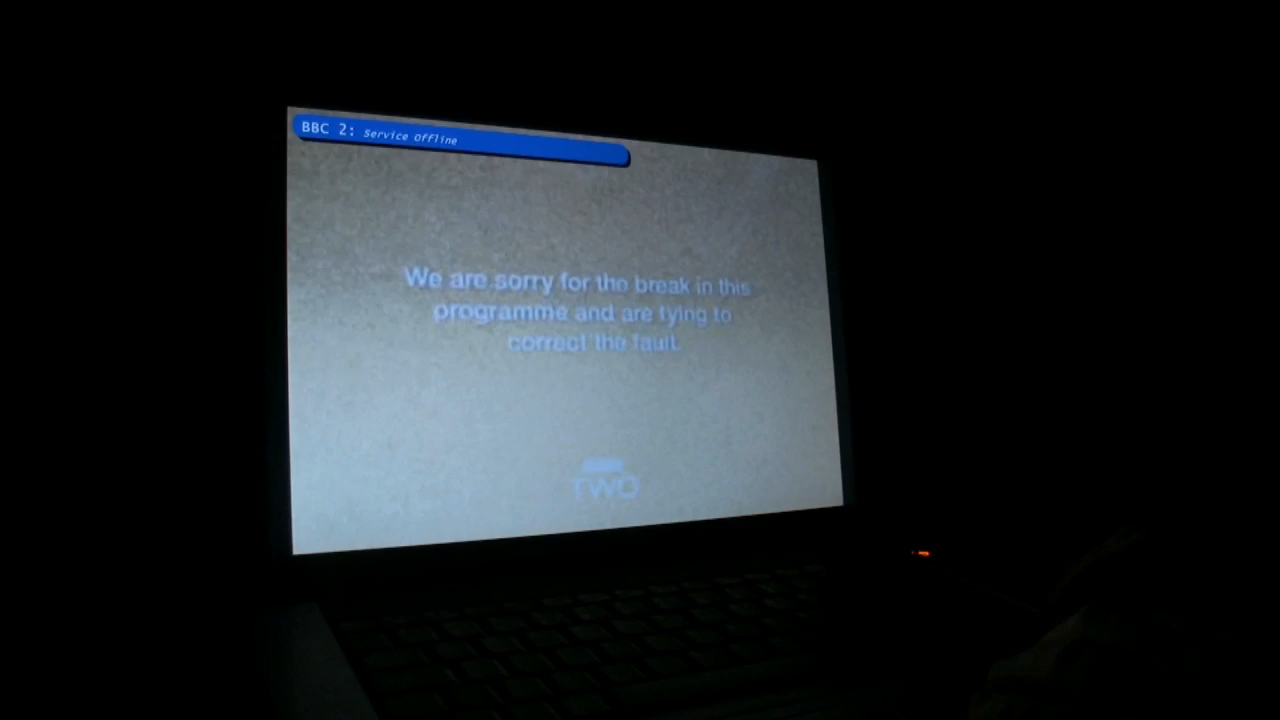 BBC 2: Service Offline
We are sorry for the break in this
programme and are tying to
correct the fault.
TWO